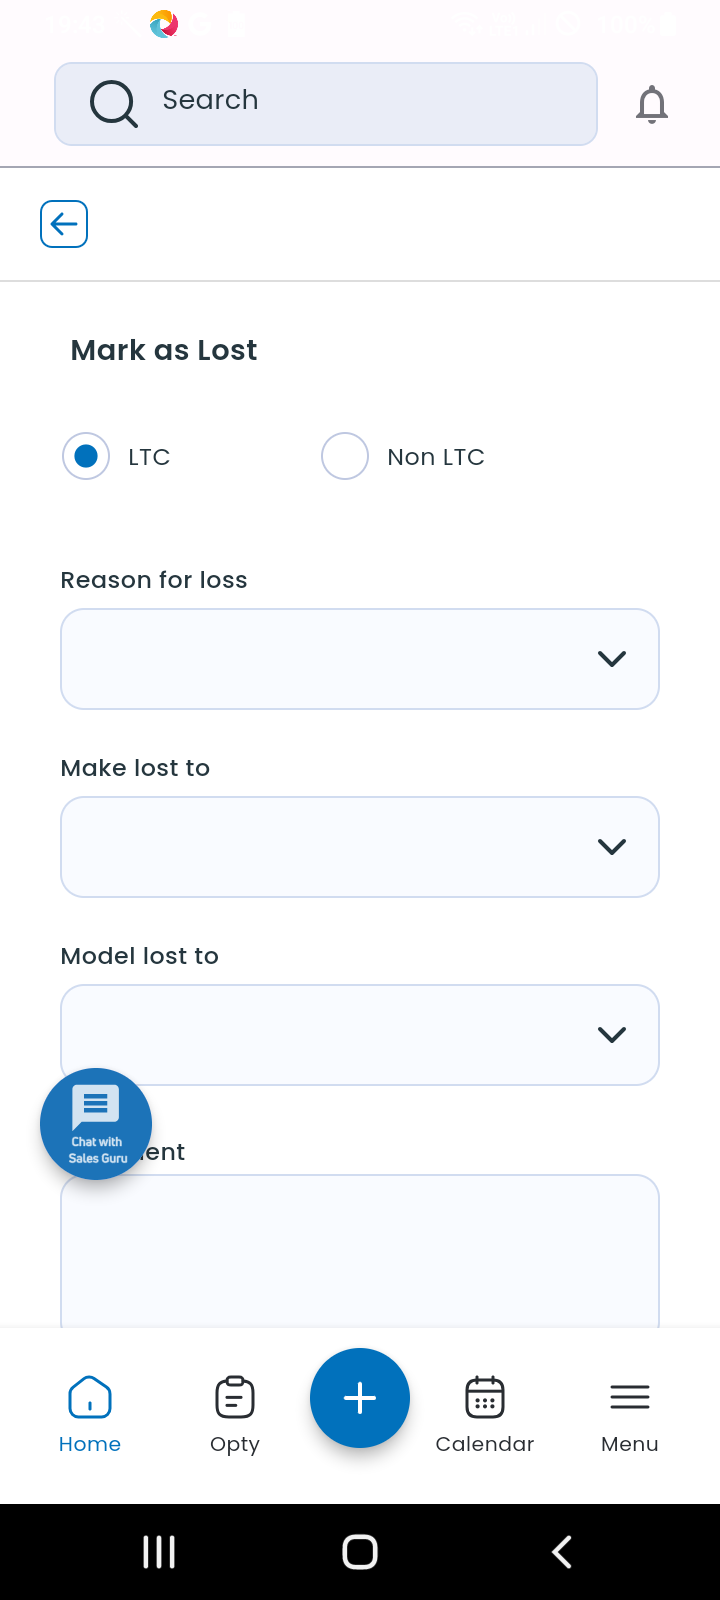 Search
Mark as Lost
LTC
Non LTC
Reason for loss
Make lost to
Model lost to
Chat with
Sales Guru
Home
Opty
Calendar
Menu